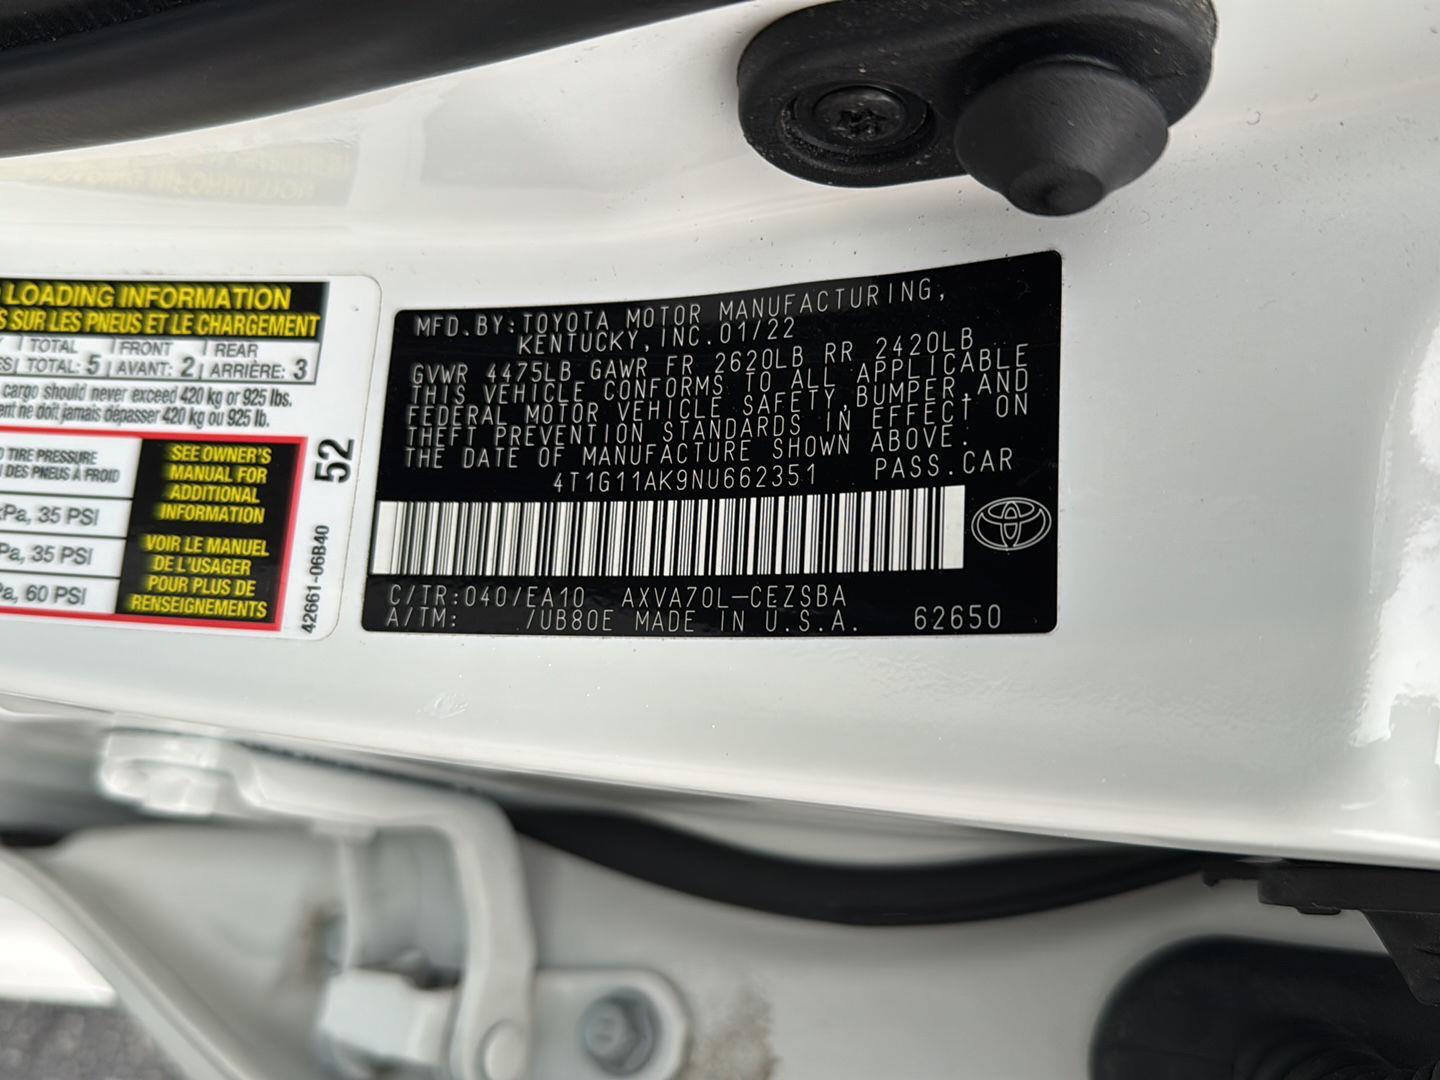 LOADING INFORMATION
S SUR LES PNEUS ET LE CHARGEMENT
TOTAL FRONT REAR
TOTAL: 5 AVANT: 2 ARRIÈRE: 3
cargo should never exceed 420 kg or 925 lbs.
ent ne doit jamais dépasser 420 kg ou 925 lb.
TIRE PRESSURE
DES PNEUS À FROID
kPa, 35 PSI
Pa, 35 PSI
Pa, 60 PSI
SEE OWNER'S
MANUAL FOR
ADDITIONAL
INFORMATION
VOIR LE MANUEL
DE L'USAGER
POUR PLUS DE
RENSEIGNEMENTS
52
42661-06B40
MFD.BY:TOYOTA MOTOR MANUFACTURING,
KENTUCKY,INC.01/22
GVWR 4475LB GAWR FR 2620LB RR 2420LB
THIS VEHICLE CONFORMS TO ALL APPLICABLE
FEDERAL MOTOR VEHICLE SAFETY,BUMPER,AND
THEFT PREVENTION STANDARDS IN EFFECT ON
THE DATE OF MANUFACTURE SHOWN ABOVE.
4T1G11AK9NU662351 PASS.CAR
C/TR:040/EA10 AXVA70L-CEZSBA
A/TM: /UB80E MADE IN U.S.A. 62650